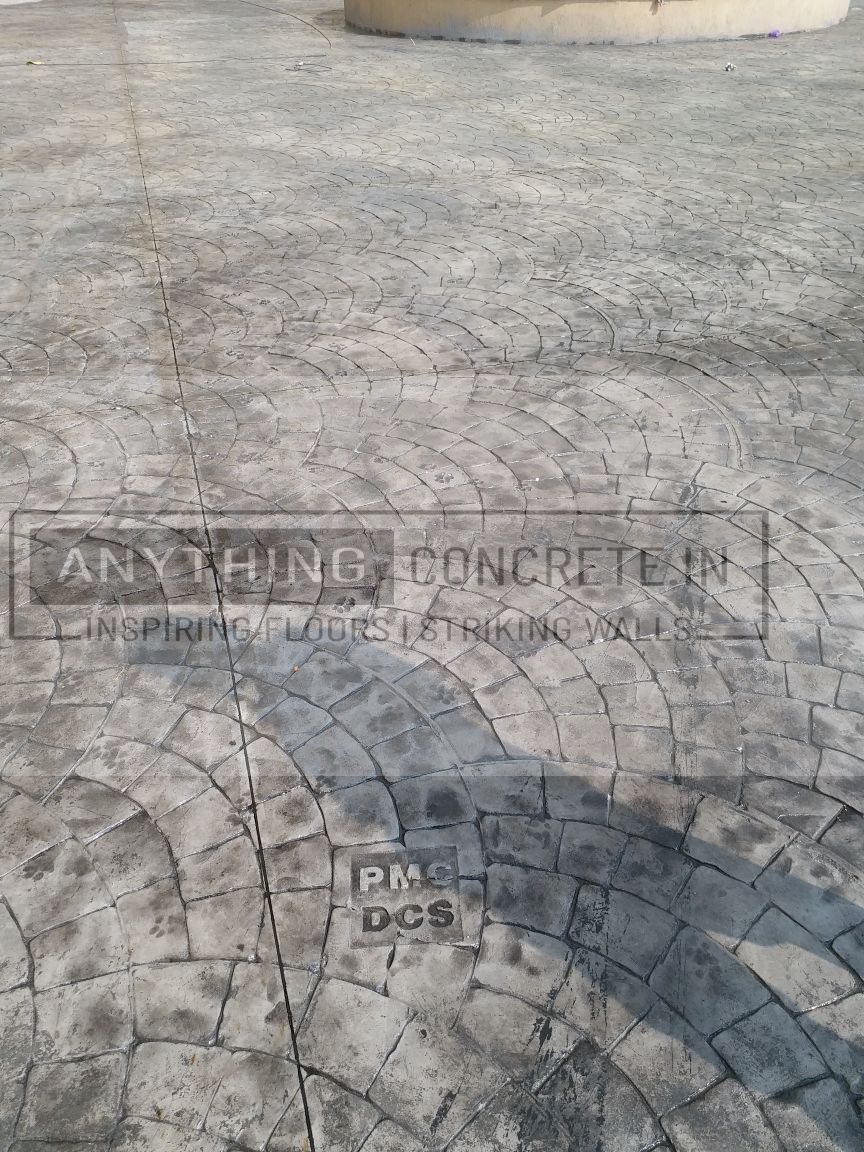 ANYTHING CONCRETE.IN
INSPIRING FLOORS | STRIKING WALLS
PMC
DCS